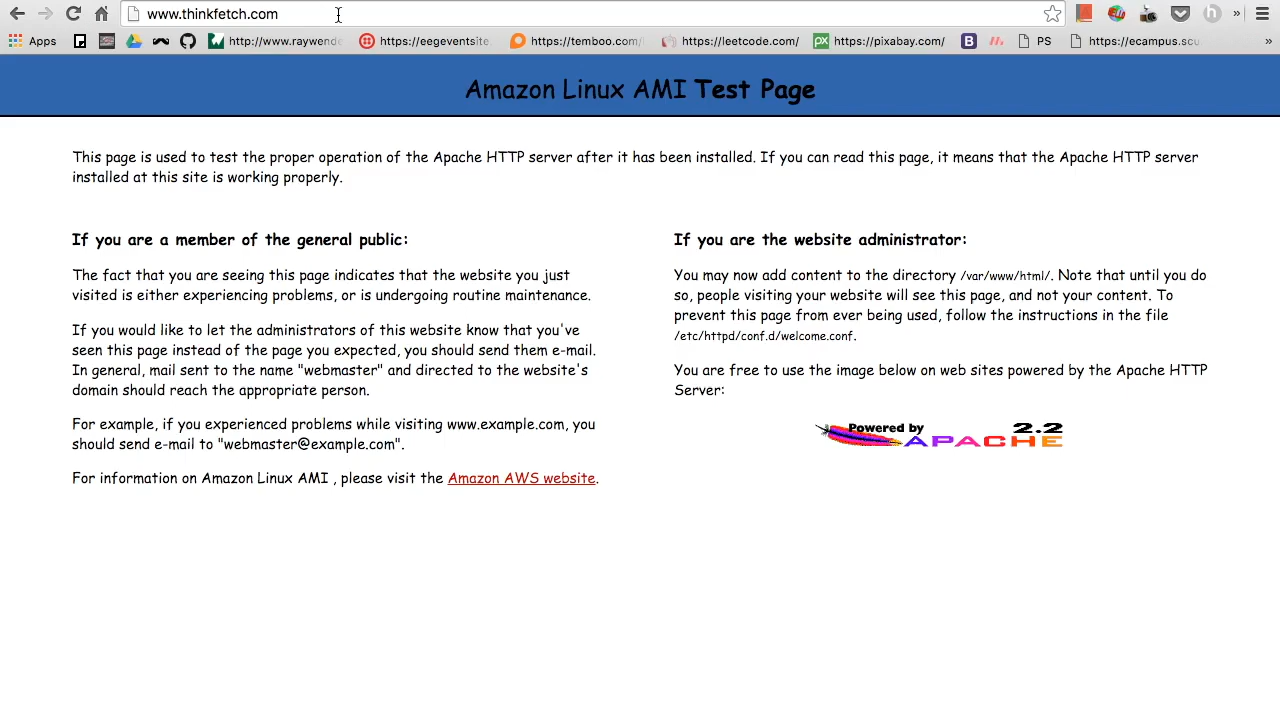 www.thinkfetch.com
Apps http://www.raywende https://eegeventsite. https://temboo.com/ https://leetcode.com/ https://pixabay.com/ PS https://ecampus.scu
Amazon Linux AMI Test Page
This page is used to test the proper operation of the Apache HTTP server after it has been installed. If you can read this page, it means that the Apache HTTP server
installed at this site is working properly.
If you are a member of the general public:
The fact that you are seeing this page indicates that the website you just
visited is either experiencing problems, or is undergoing routine maintenance.
If you would like to let the administrators of this website know that you've
seen this page instead of the page you expected, you should send them e-mail.
In general, mail sent to the name "webmaster" and directed to the website's
domain should reach the appropriate person.
For example, if you experienced problems while visiting www.example.com, you
should send e-mail to "webmaster@example.com".
For information on Amazon Linux AMI , please visit the Amazon AWS website.
If you are the website administrator:
You may now add content to the directory /var/www/html/. Note that until you do
so, people visiting your website will see this page, and not your content. To
prevent this page from ever being used, follow the instructions in the file
/etc/httpd/conf.d/welcome.conf.
You are free to use the image below on web sites powered by the Apache HTTP
Server:
Powered by 2.2
APACHE